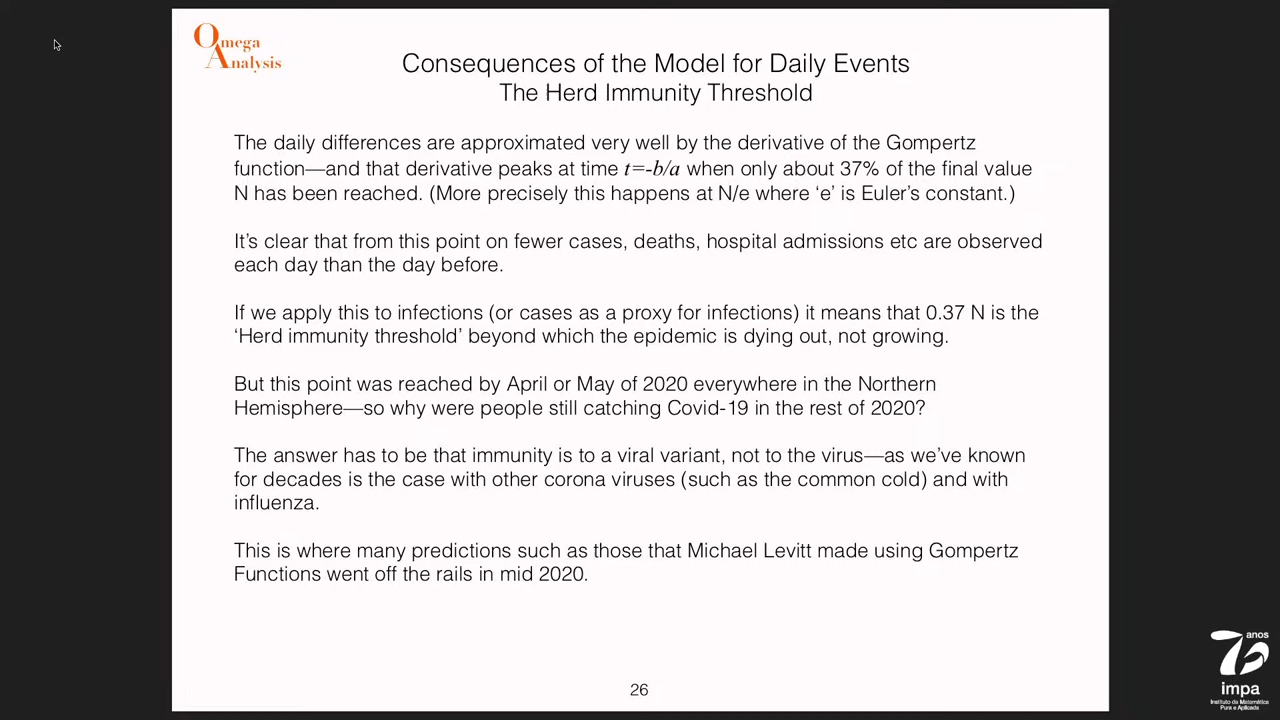 Omega
Analysis
Consequences of the Model for Daily Events
The Herd Immunity Threshold
The daily differences are approximated very well by the derivative of the Gompertz
function—and that derivative peaks at time t=-b/a when only about 37% of the final value
N has been reached. (More precisely this happens at N/e where ‘e’ is Euler’s constant.)
It’s clear that from this point on fewer cases, deaths, hospital admissions etc are observed
each day than the day before.
If we apply this to infections (or cases as a proxy for infections) it means that 0.37 N is the
‘Herd immunity threshold’ beyond which the epidemic is dying out, not growing.
But this point was reached by April or May of 2020 everywhere in the Northern
Hemisphere—so why were people still catching Covid-19 in the rest of 2020?
The answer has to be that immunity is to a viral variant, not to the virus—as we’ve known
for decades is the case with other corona viruses (such as the common cold) and with
influenza.
This is where many predictions such as those that Michael Levitt made using Gompertz
Functions went off the rails in mid 2020.
26
anos
impa
Instituto de Matemática
Pura e Aplicada